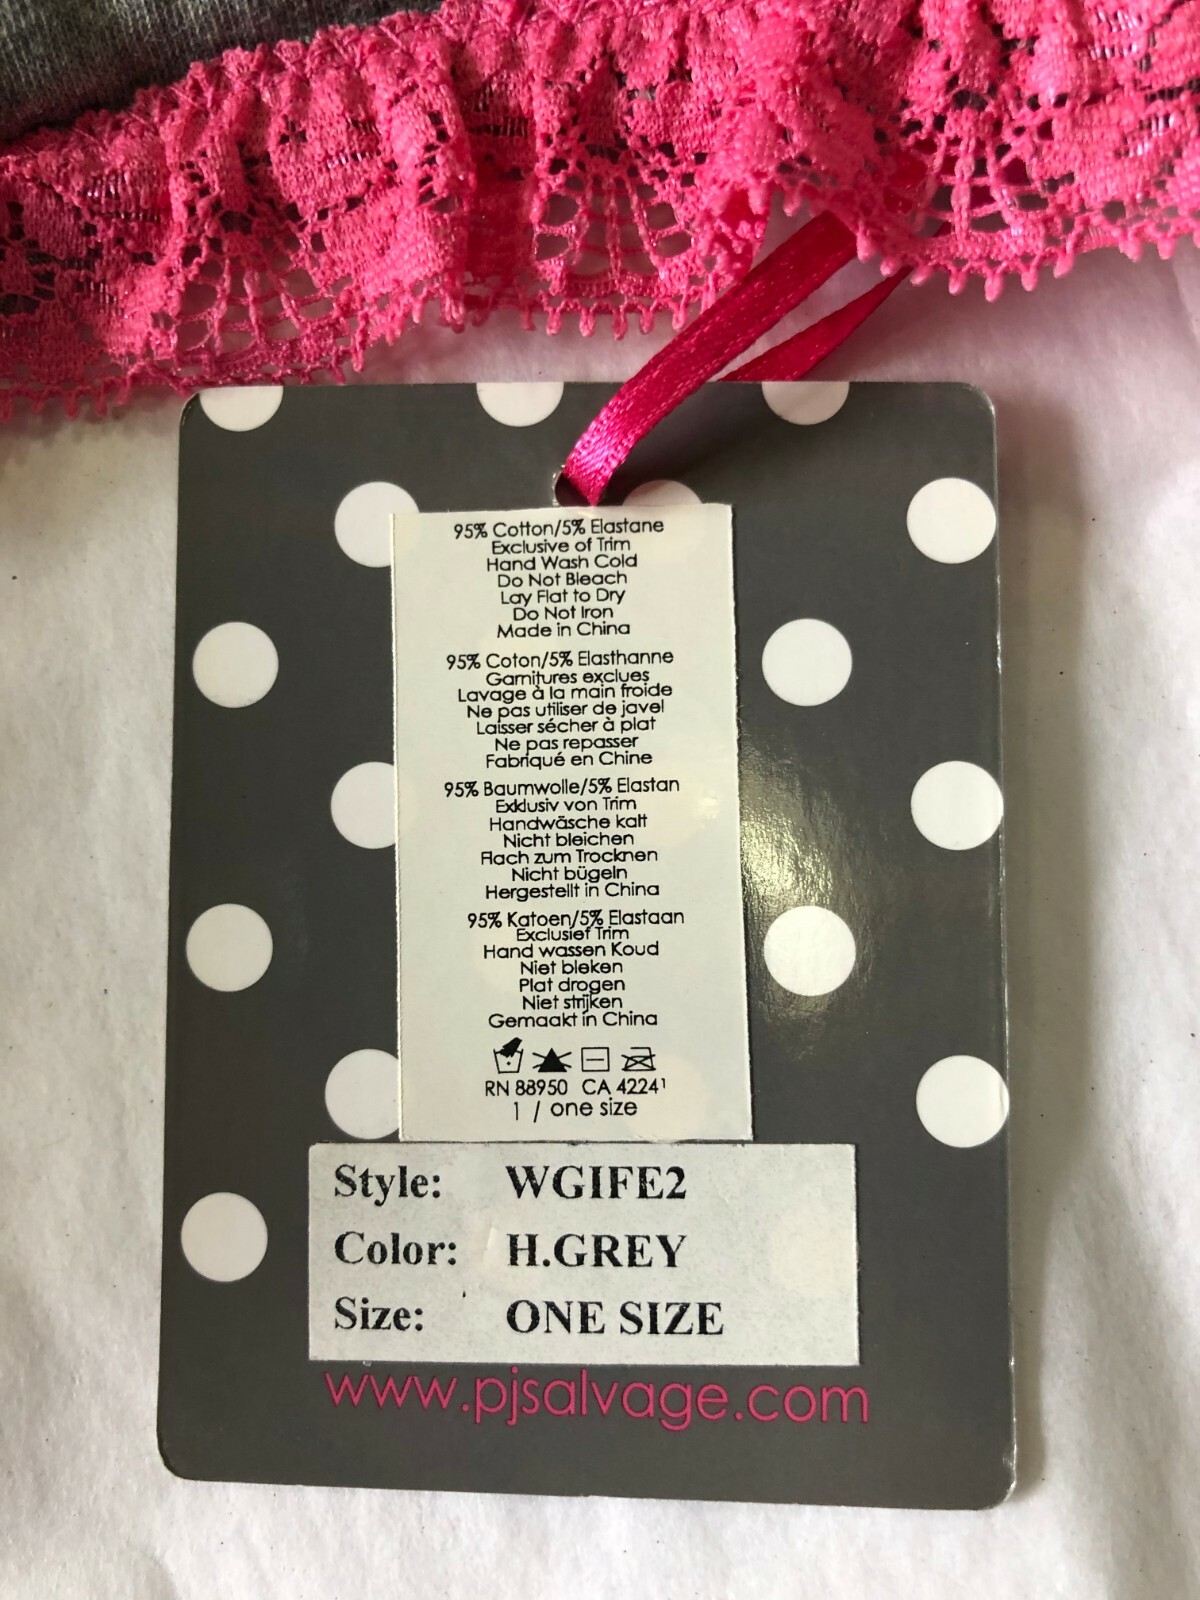 95% Cotton/5% Elastane
Exclusive of Trim
Hand Wash Cold
Do Not Bleach
Lay Flat to Dry
Do Not Iron
Made in China
95% Coton/5% Elasthanne
Garnitures exclues
Lavage à la main froide
Ne pas utiliser de javel
Laisser sécher à plat
Ne pas repasser
Fabriqué en Chine
95% Baumwolle/5% Elastan
Exklusiv von Trim
Handwäsche kalt
Nicht bleichen
Flach zum Trocknen
Nicht bügeln
Hergestellt in China
95% Katoen/5% Elastaan
Exclusief Trim
Hand wassen Koud
Niet bleken
Plat drogen
Niet strijken
Gemaakt in China
RN 88950 CA 42241
1 / one size
Style: WGIFE2
Color: H.GREY
Size: ONE SIZE
www.pjsalvage.com